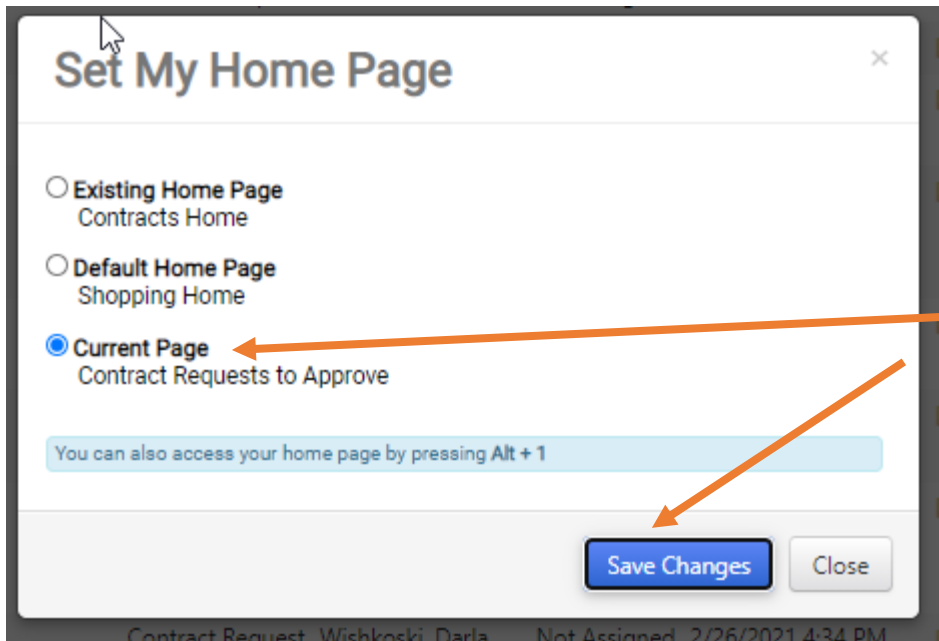 Set My Home Page
×
Existing Home Page
Contracts Home
Default Home Page
Shopping Home
Current Page
Contract Requests to Approve
You can also access your home page by pressing Alt + 1
Save Changes Close
Contract Request Wishkoski, Darla Not Assigned 2/26/2021 4:34 PM